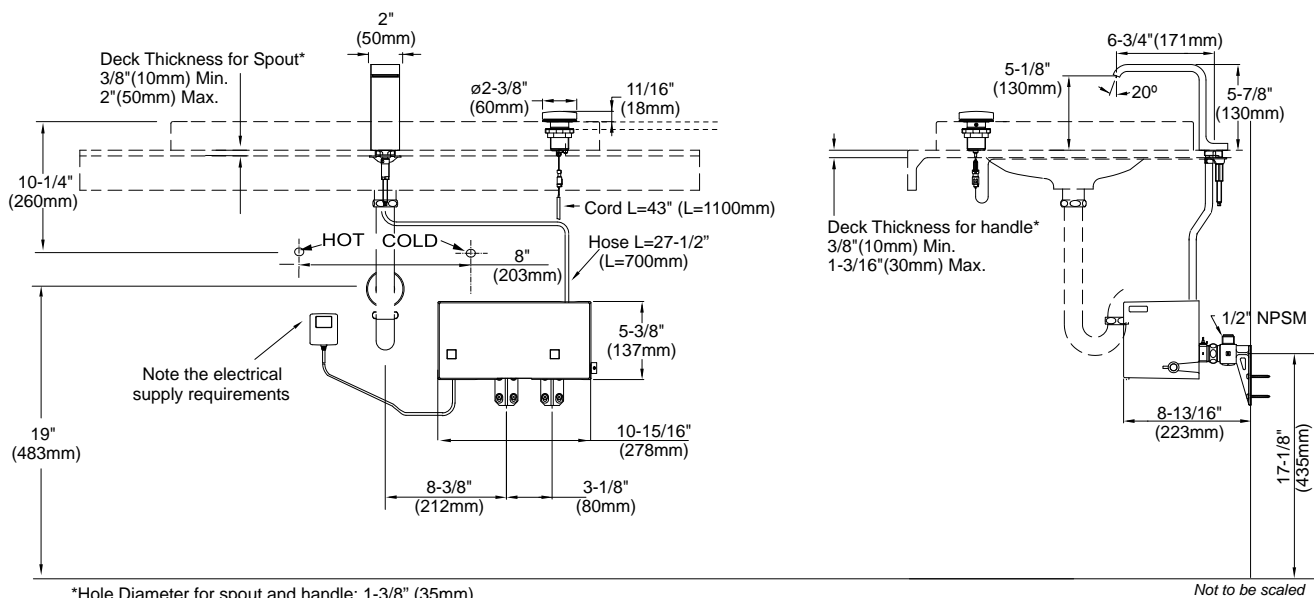 2"
(50mm)
Deck Thickness for Spout*
3/8"(10mm) Min.
2"(50mm) Max.
ø2-3/8"
(60mm)
11/16"
(18mm)
10-1/4"
(260mm)
Cord L=43" (L=1100mm)
HOT COLD
8"
(203mm)
Hose L=27-1/2"
(L=700mm)
5-3/8"
(137mm)
Note the electrical
supply requirements
19"
(483mm)
10-15/16"
(278mm)
8-3/8"
(212mm)
3-1/8"
(80mm)
6-3/4"(171mm)
5-1/8"
(130mm)
20º
5-7/8"
(130mm)
Deck Thickness for handle*
3/8"(10mm) Min.
1-3/16"(30mm) Max.
1/2" NPSM
8-13/16"
(223mm)
17-1/8"
(435mm)
*Hole Diameter for spout and handle: 1-3/8" (35mm)
Not to be scaled